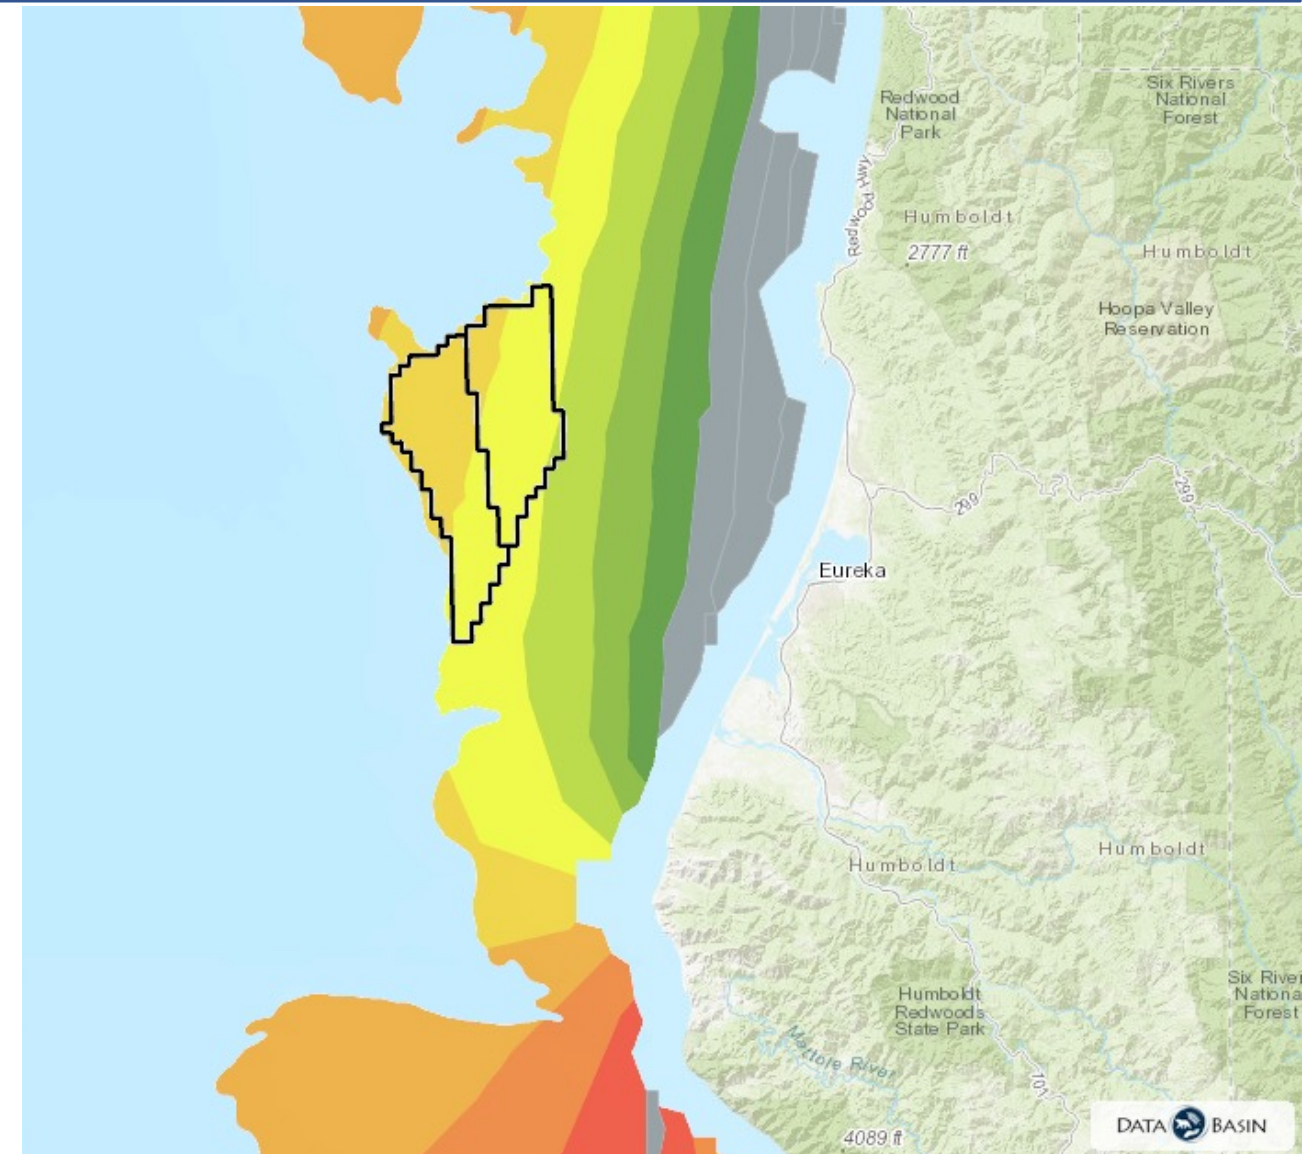 Six Rivers
National
Forest
Redwood
National
Park
Redwood Hwy
Humboldt
2777 ft
Humboldt
Hoopa Valley
Reservation
299
299
Eureka
Humboldt
Humboldt
Six River
Nationa
Forest
Humboldt
Redwoods
State Park
Mattole River
101
4089 ft
DATA BASIN